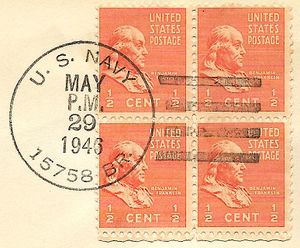 U. S. NAVY
MAY
P.M.
29
1946
15758 BR.
UNITED
STATES
POSTAGE
BENJAMIN
FRANKLIN
1/2 CENT 1/2
UNITED
STATES
POSTAGE
BENJAMIN
FRANKLIN
1/2 CENT 1/2
UNITED
STATES
POSTAGE
BENJAMIN
FRANKLIN
1/2 CENT 1/2
UNITED
STATES
POSTAGE
BENJAMIN
FRANKLIN
1/2 CENT 1/2